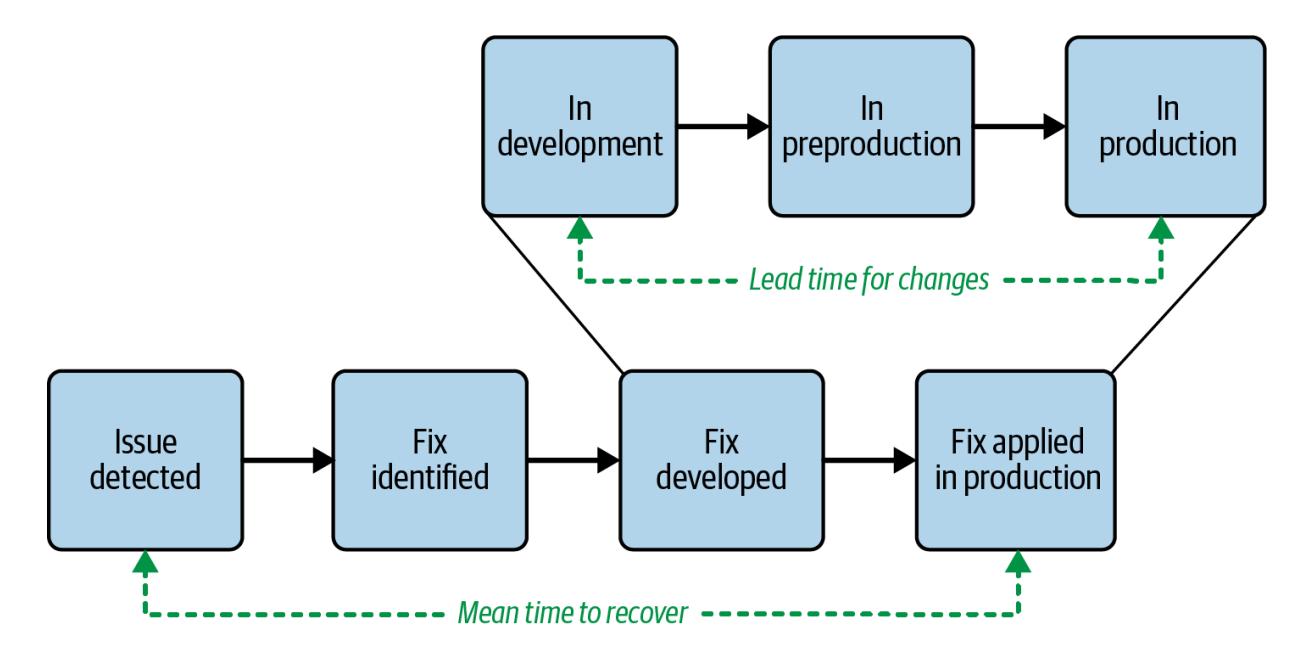 In
development
In
preproduction
In
production
Lead time for changes
Issue
detected
Fix
identified
Fix
developed
Fix applied
in production
Mean time to recover